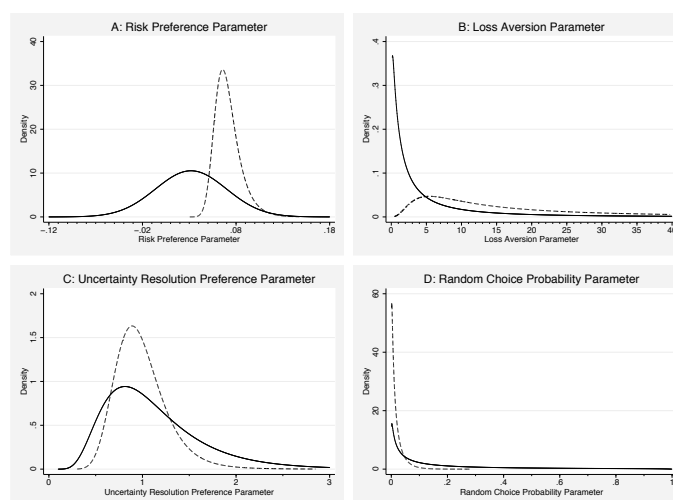 A: Risk Preference Parameter
Density
0 10 20 30 40
−.12 −.02 .08 .18
Risk Preference Parameter
B: Loss Aversion Parameter
Density
0 .1 .2 .3 .4
0 5 10 15 20 25 30 35 40
Loss Aversion Parameter
C: Uncertainty Resolution Preference Parameter
Density
0 .5 1 1.5 2
0 1 2 3
Uncertainty Resolution Preference Parameter
D: Random Choice Probability Parameter
Density
0 20 40 60
0 .2 .4 .6 .8 1
Random Choice Probability Parameter